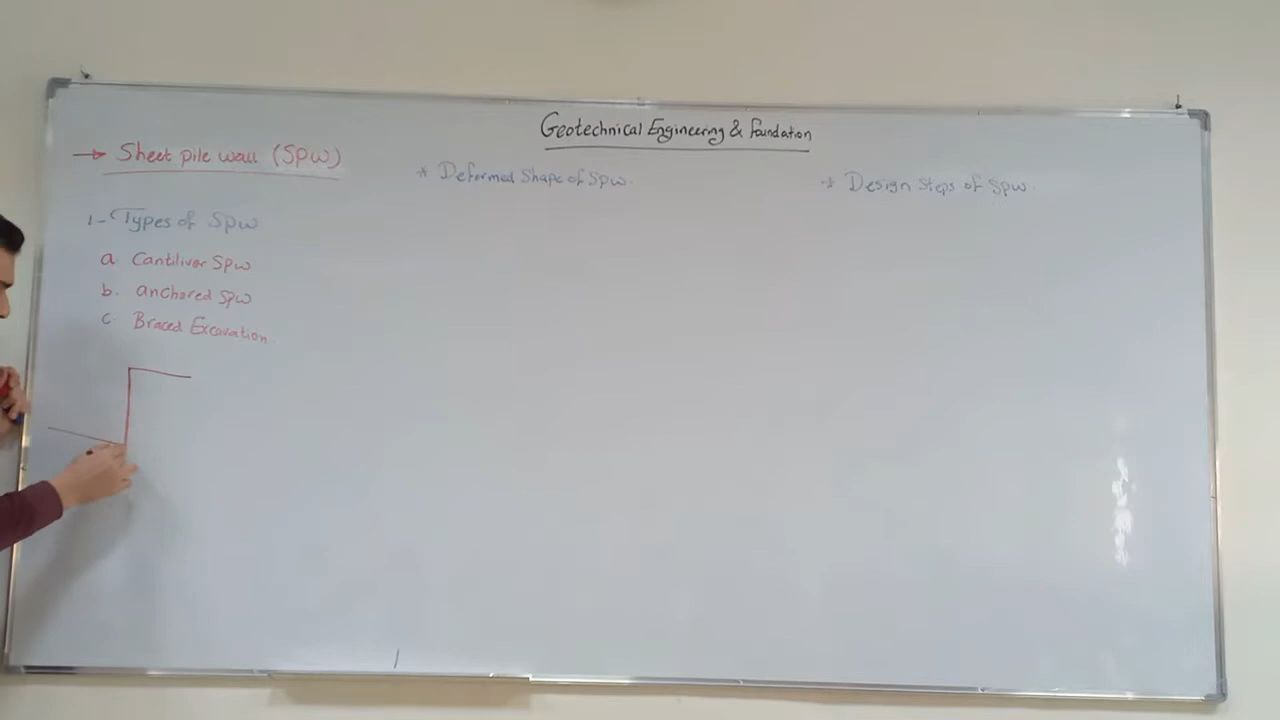 Geotechnical Engineering & Foundation
→ Sheet pile wall (SPW)
* Deformed Shape of SPW.
* Design Steps of SPW.
1- Types of SPW
a. Cantiliver SPW
b. anchored SPW
c Braced Excavation.